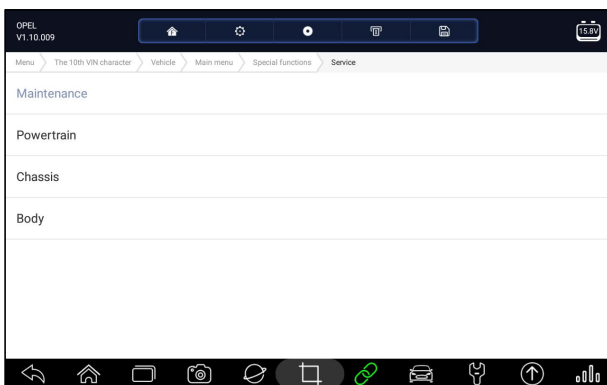 OPEL
V1.10.009
15.8V
Menu The 10th VIN character Vehicle Main menu Special functions Service
Maintenance
Powertrain
Chassis
Body